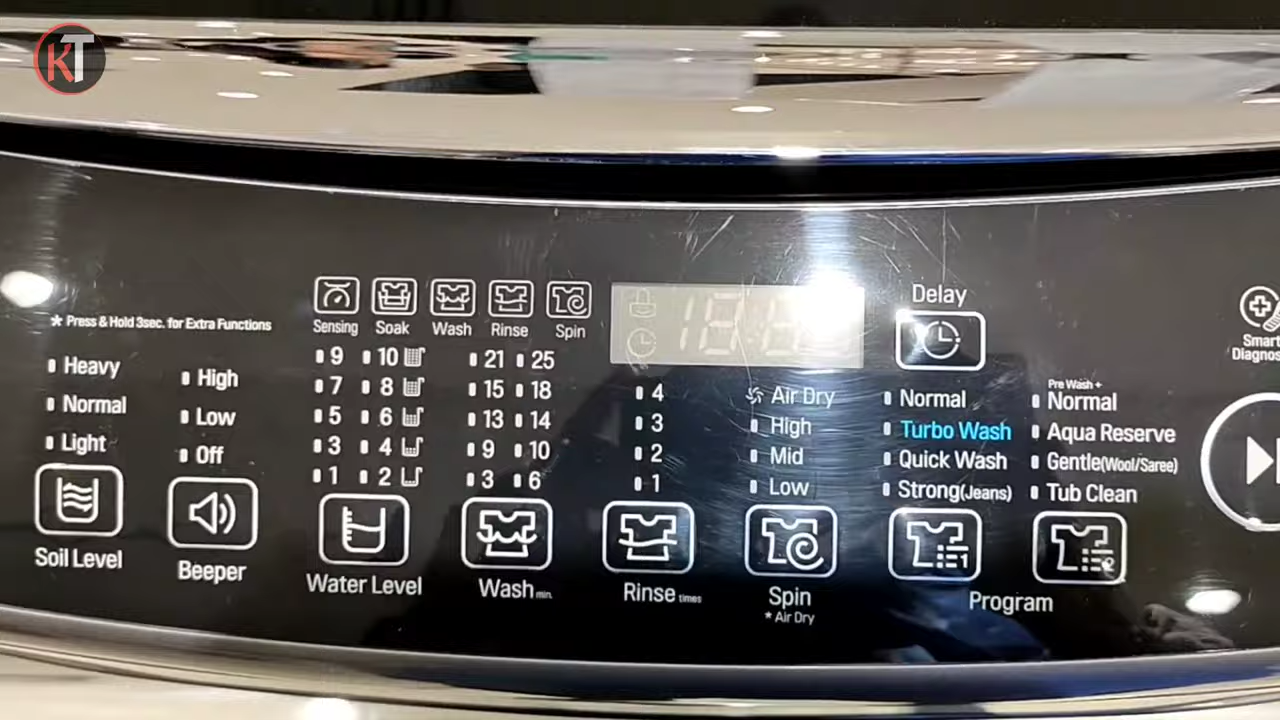 KT
* Press & Hold 3sec. for Extra Functions
Heavy
Normal
Light
Soil Level
High
Low
Off
Beeper
Sensing Soak Wash Rinse Spin
9 10
7 8
5 6
3 4
1 2
Water Level
21 25
15 18
13 14
9 10
3 6
Wash min.
4
3
2
1
Rinse times
Air Dry
High
Mid
Low
Spin
* Air Dry
Delay
Normal
Turbo Wash
Quick Wash
Strong(Jeans)
Pre Wash +
Normal
Aqua Reserve
Gentle(Wool/Saree)
Tub Clean
Program
Smart